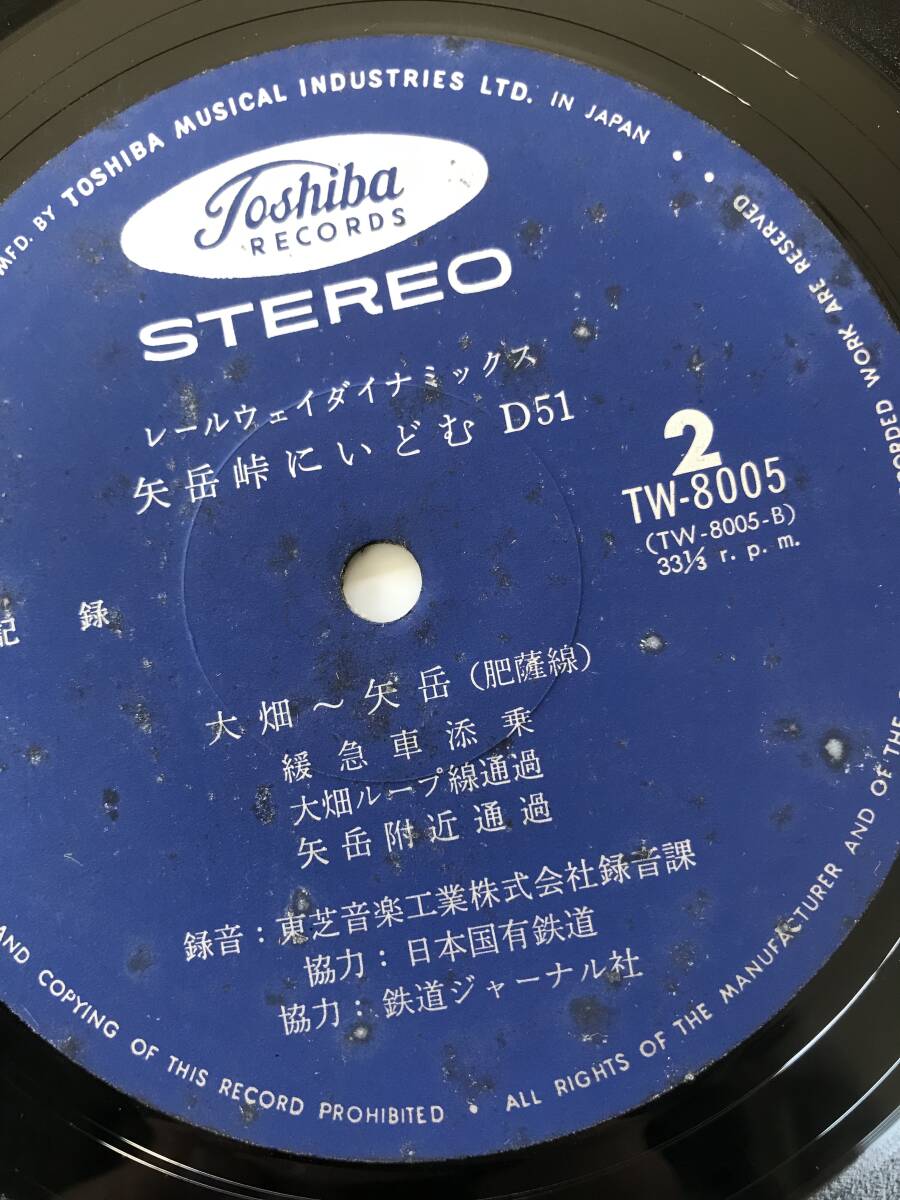 MFD. BY TOSHIBA MUSICAL INDUSTRIES LTD. IN JAPAN •
Toshiba
RECORDS
STEREO
レールウェイダイナミックス
矢岳峠にいどむ D51
2
TW-8005
(TW-8005-B)
33⅓ r.p.m.
記録
大畑～矢岳(肥薩線)
緩急車添乗
大畑ループ線通過
矢岳附近通過
録音：東芝音楽工業株式会社録音課
協力：日本国有鉄道
協力：鉄道ジャーナル社
• ALL RIGHTS OF THE MANUFACTURER AND OF THE
WORK ARE RESERVED •
AND COPYING OF THIS RECORD PROHIBITED